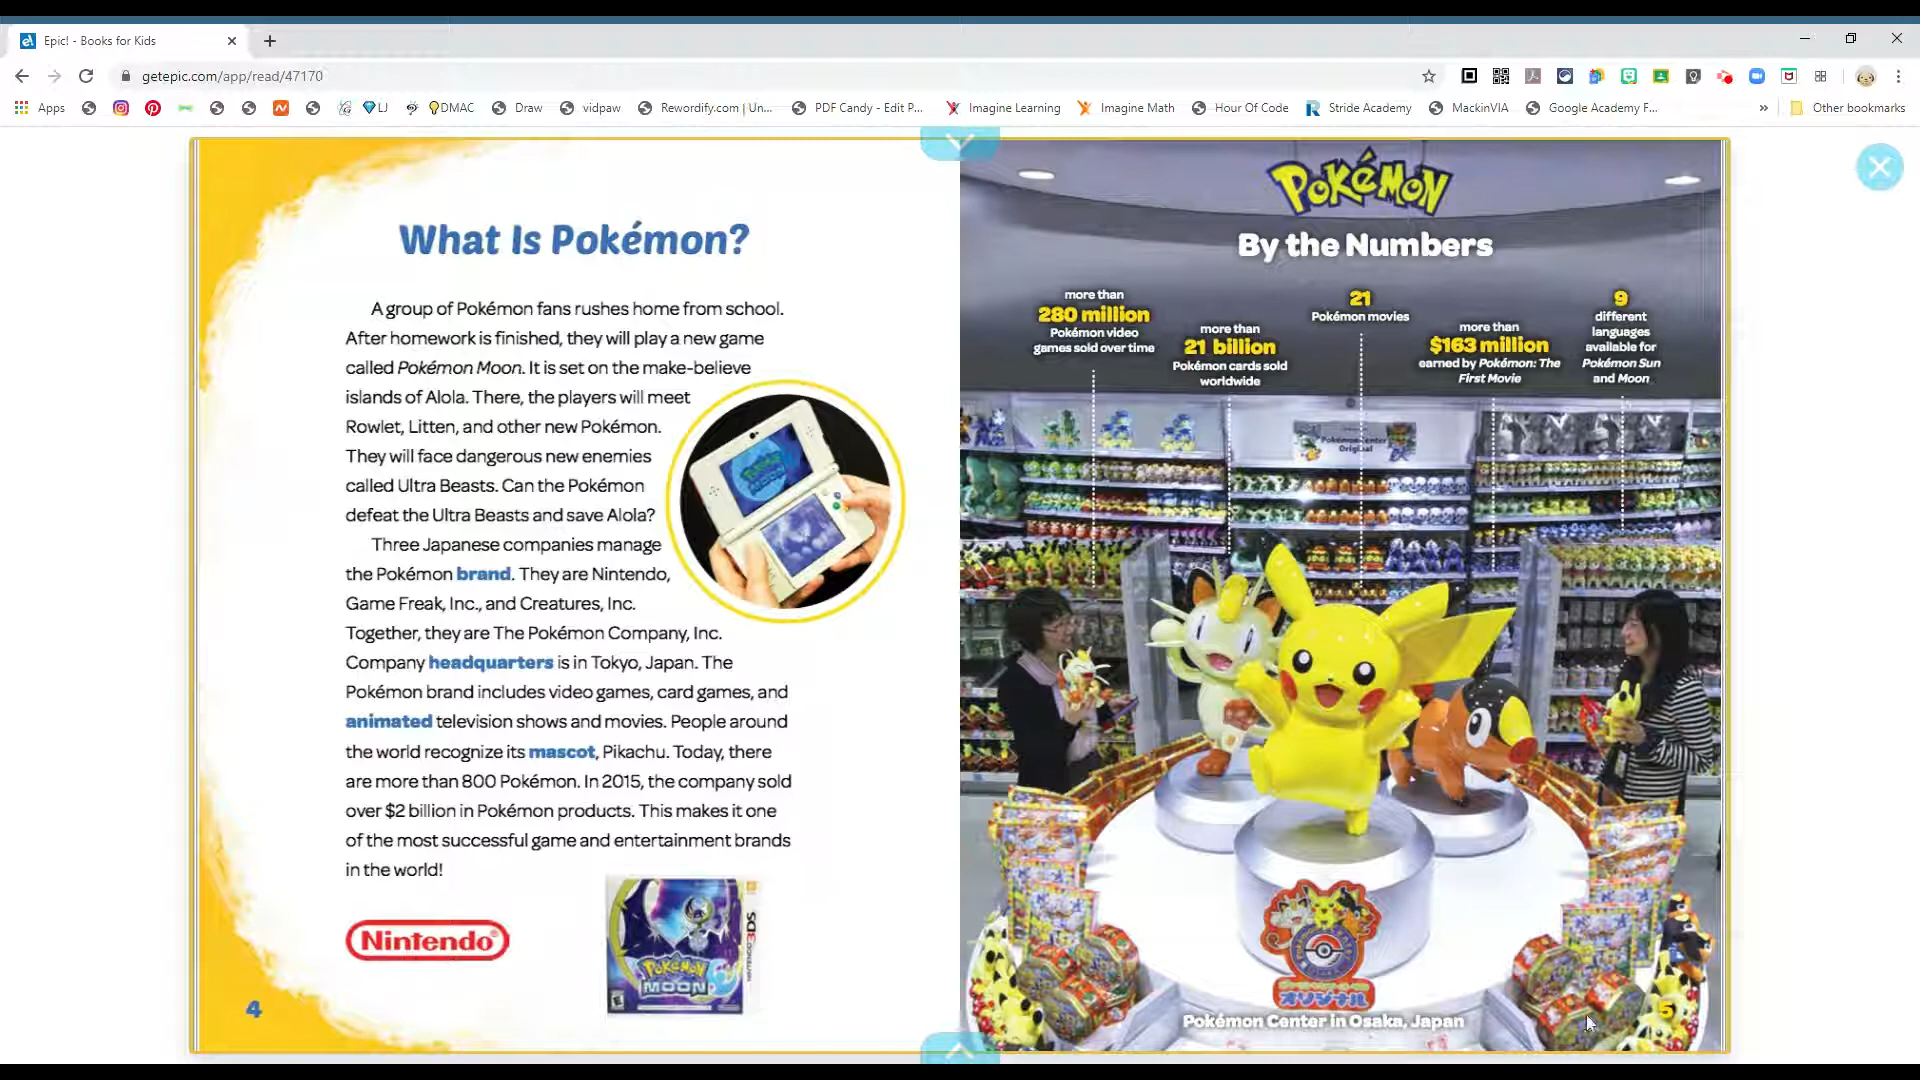 Epic! - Books for Kids
getepic.com/app/read/47170
Apps
LJ
DMAC
Draw
vidpaw
Rewordify.com | Un...
PDF Candy - Edit P...
Imagine Learning
Imagine Math
Hour Of Code
Stride Academy
MackinVIA
Google Academy F...
»
Other bookmarks
What Is Pokémon?
A group of Pokémon fans rushes home from school.
After homework is finished, they will play a new game
called Pokémon Moon. It is set on the make-believe
islands of Alola. There, the players will meet
Rowlet, Litten, and other new Pokémon.
They will face dangerous new enemies
called Ultra Beasts. Can the Pokémon
defeat the Ultra Beasts and save Alola?
Three Japanese companies manage
the Pokémon brand. They are Nintendo,
Game Freak, Inc., and Creatures, Inc.
Together, they are The Pokémon Company, Inc.
Company headquarters is in Tokyo, Japan. The
Pokémon brand includes video games, card games, and
animated television shows and movies. People around
the world recognize its mascot, Pikachu. Today, there
are more than 800 Pokémon. In 2015, the company sold
over $2 billion in Pokémon products. This makes it one
of the most successful game and entertainment brands
in the world!
Nintendo®
POKÉMON
MOON
NINTENDO 3DS
4
POKÉMON
By the Numbers
more than
280 million
Pokémon video
games sold over time
more than
21 billion
Pokémon cards sold
worldwide
21
Pokémon movies
more than
$163 million
earned by Pokémon: The
First Movie
9
different
languages
available for
Pokémon Sun
and Moon
Pokémon Center
Original
オリジナル
Pokémon Center in Osaka, Japan
5